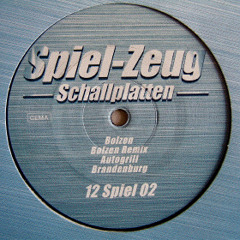 Spiel-Zeug
Schallplatten
GEMA
Bolzen
Bolzen Remix
Autogrill
Brandenburg
12 Spiel 02